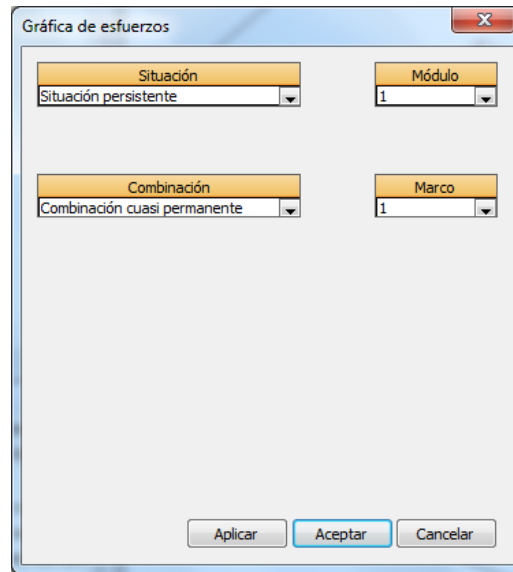 Gráfica de esfuerzos
Situación Módulo
Situación persistente 1
Combinación Marco
Combinación cuasi permanente 1
Aplicar Aceptar Cancelar